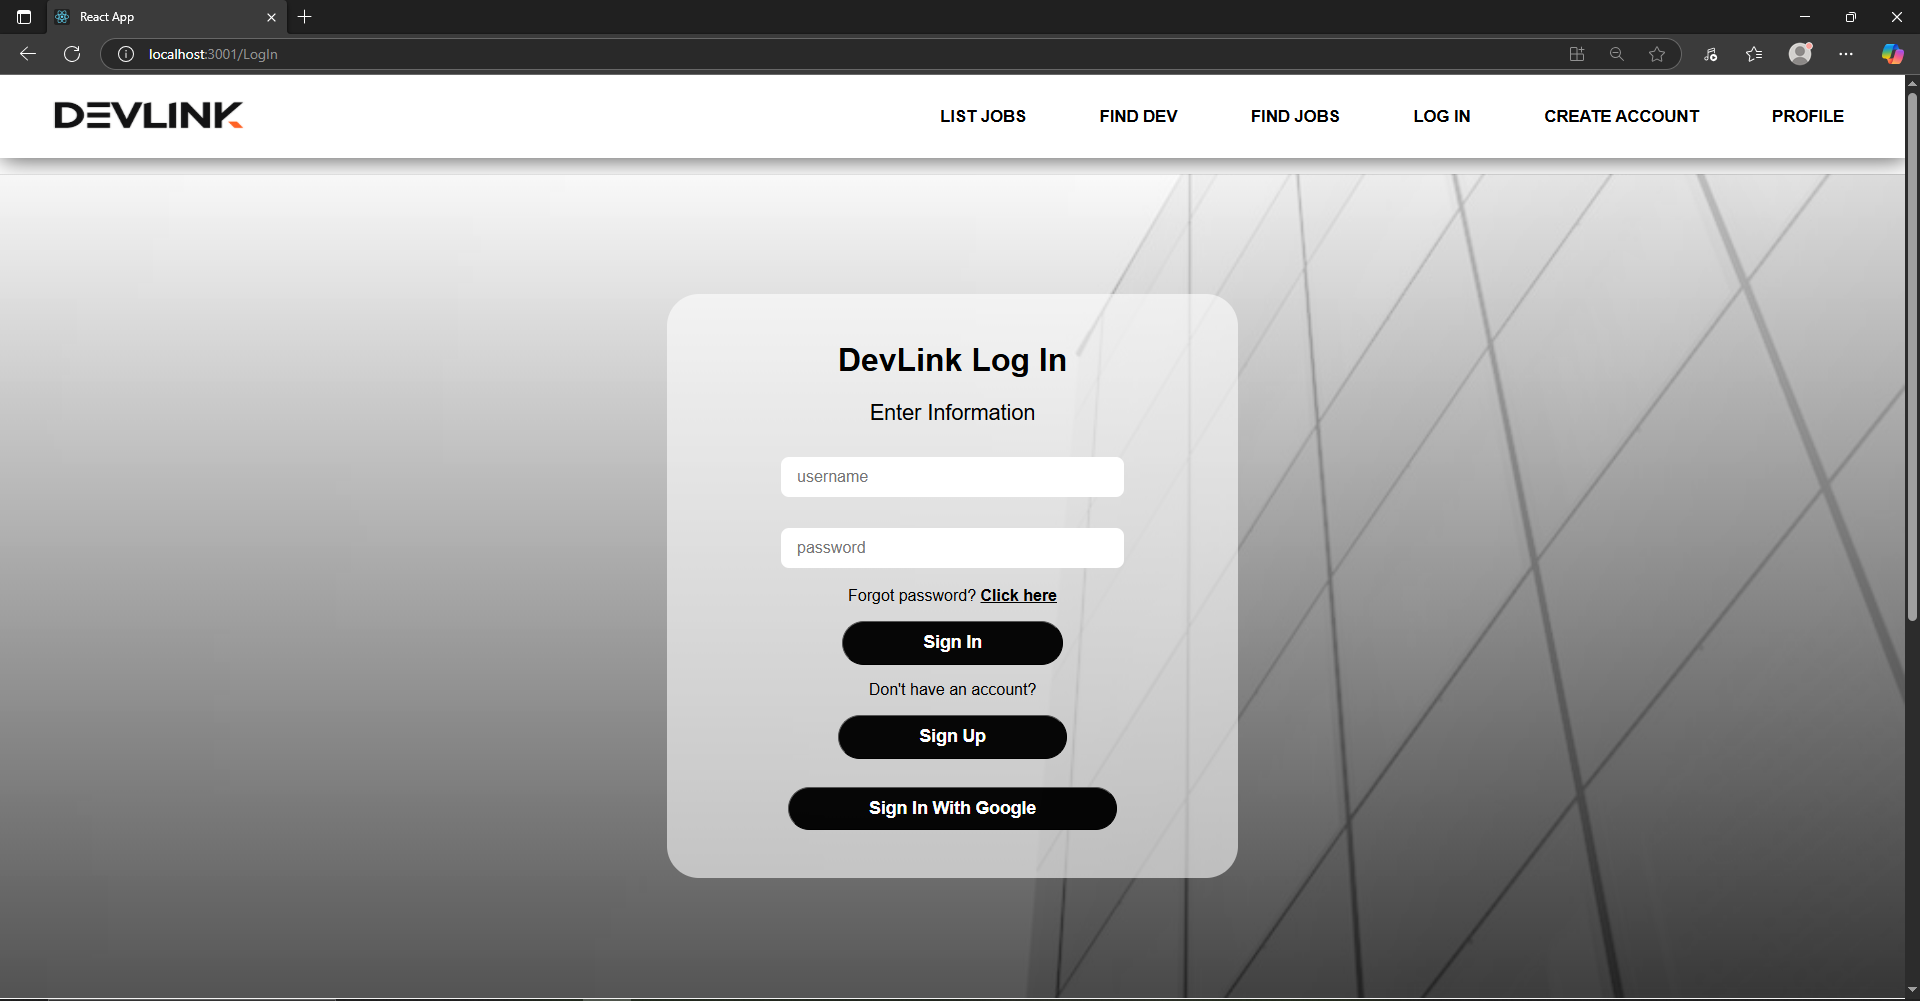 React App
localhost:3001/LogIn
DEVLINK
LIST JOBS
FIND DEV
FIND JOBS
LOG IN
CREATE ACCOUNT
PROFILE
DevLink Log In
Enter Information
username
password
Forgot password? Click here
Sign In
Don't have an account?
Sign Up
Sign In With Google